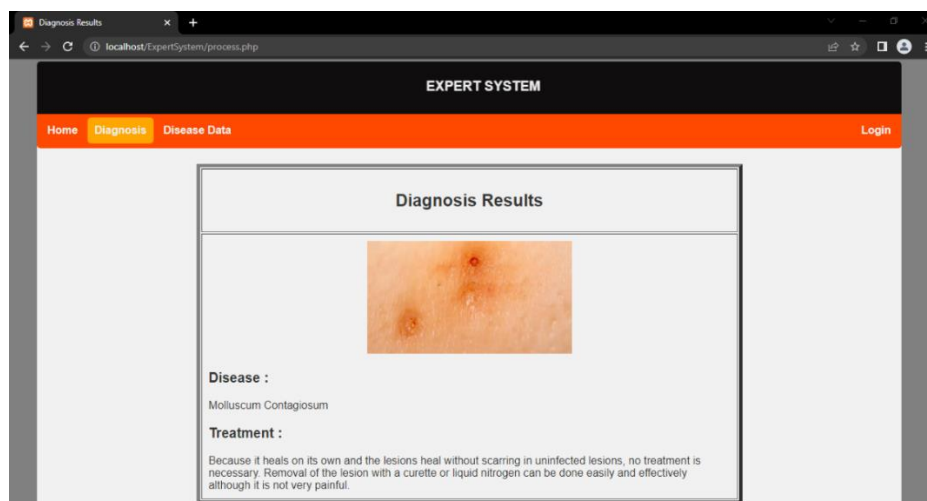 Diagnosis Results
localhost/ExpertSystem/process.php
EXPERT SYSTEM
Home Diagnosis Disease Data Login
Diagnosis Results
Disease :
Molluscum Contagiosum
Treatment :
Because it heals on its own and the lesions heal without scarring in uninfected lesions, no treatment is
necessary. Removal of the lesion with a curette or liquid nitrogen can be done easily and effectively
although it is not very painful.